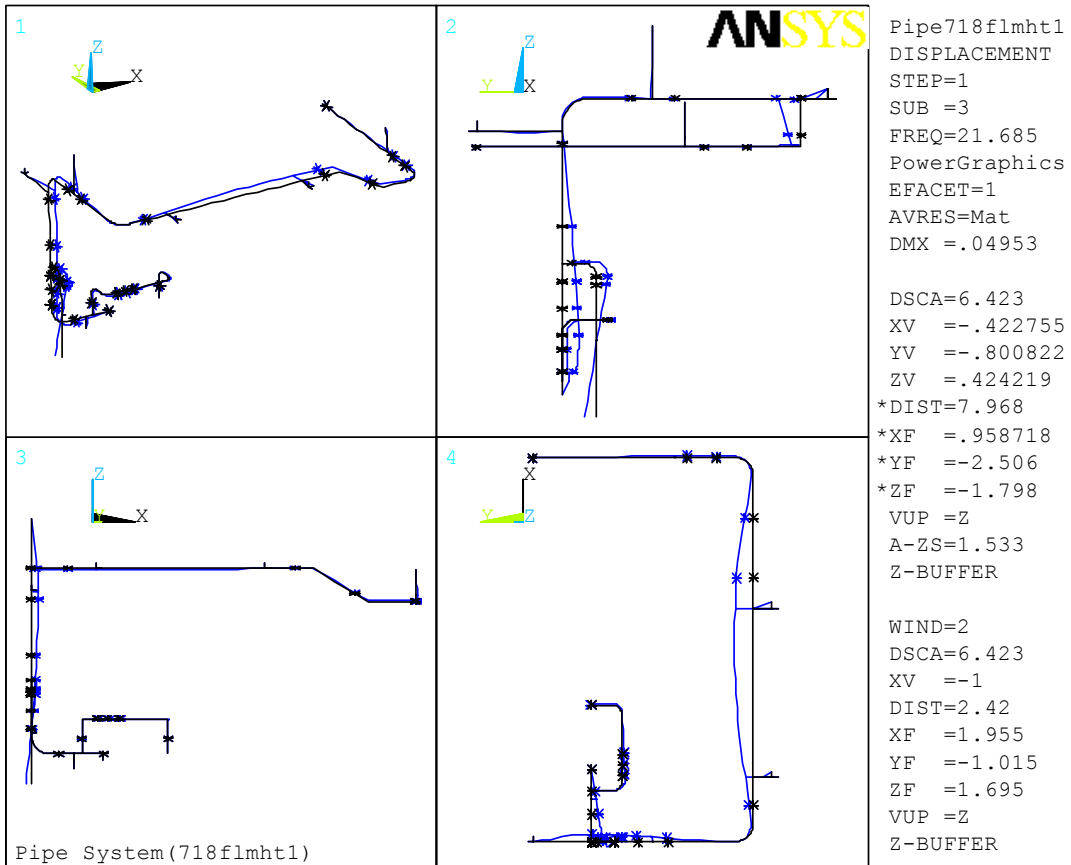 1
Z
Y
X
2
Z
Y
X
ANSYS
3
Z
Y
X
Pipe System(718flmht1)
4
X
Y
Z
Pipe718flmht1
DISPLACEMENT
STEP=1
SUB =3
FREQ=21.685
PowerGraphics
EFACET=1
AVRES=Mat
DMX =.04953
DSCA=6.423
XV =-.422755
YV =-.800822
ZV =.424219
*DIST=7.968
*XF =.958718
*YF =-2.506
*ZF =-1.798
VUP =Z
A-ZS=1.533
Z-BUFFER
WIND=2
DSCA=6.423
XV =-1
DIST=2.42
XF =1.955
YF =-1.015
ZF =1.695
VUP =Z
Z-BUFFER